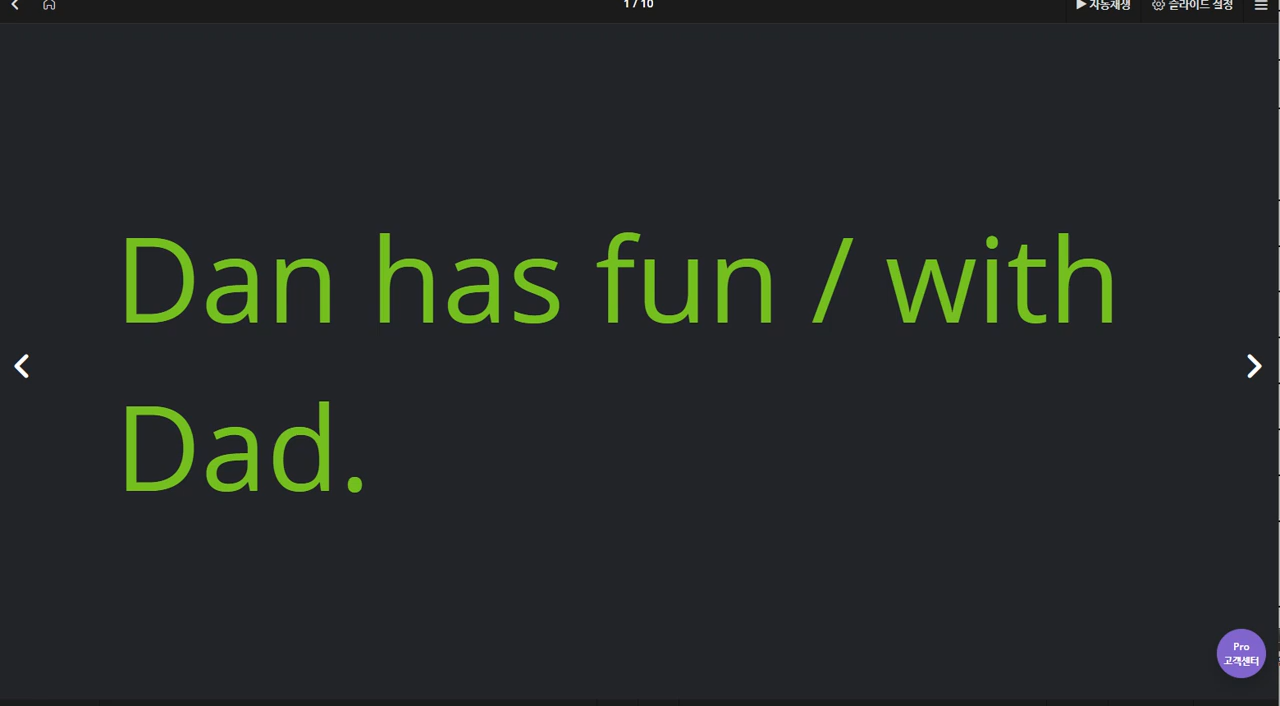 1 / 10
▶ 자동재생
슬라이드 설정
Dan has fun / with
Dad.
Pro
고객센터